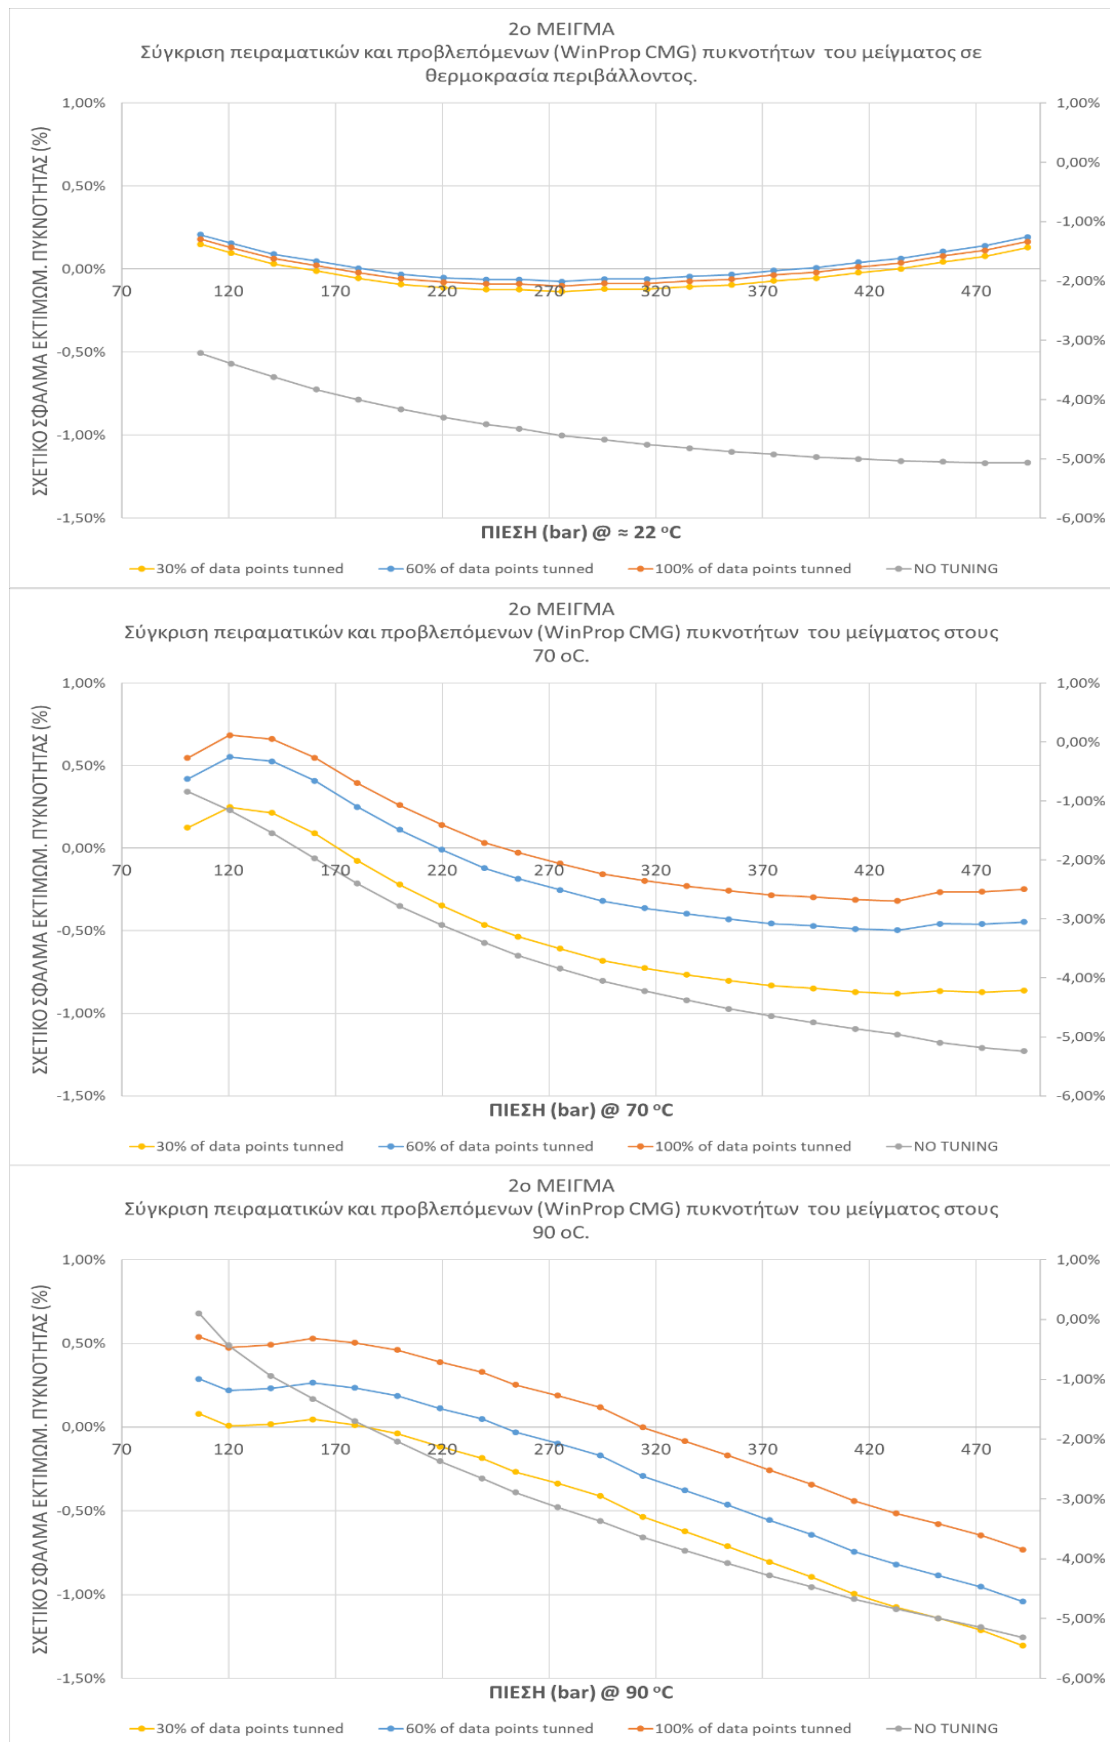 2ο ΜΕΙΓΜΑ
Σύγκριση πειραματικών και προβλεπόμενων (WinProp CMG) πυκνοτήτων του μείγματος σε
θερμοκρασία περιβάλλοντος.
ΣΧΕΤΙΚΟ ΣΦΑΛΜΑ ΕΚΤΙΜΩΜ. ΠΥΚΝΟΤΗΤΑΣ (%)
1,00%
0,50%
0,00%
-0,50%
-1,00%
-1,50%
1,00%
0,00%
-1,00%
-2,00%
-3,00%
-4,00%
-5,00%
-6,00%
70 120 170 220 270 320 370 420 470
ΠΙΕΣΗ (bar) @ ≈ 22 ᵒC
30% of data points tunned 60% of data points tunned 100% of data points tunned NO TUNING
2ο ΜΕΙΓΜΑ
Σύγκριση πειραματικών και προβλεπόμενων (WinProp CMG) πυκνοτήτων του μείγματος στους
70 oC.
ΣΧΕΤΙΚΟ ΣΦΑΛΜΑ ΕΚΤΙΜΩΜ. ΠΥΚΝΟΤΗΤΑΣ (%)
1,00%
0,50%
0,00%
-0,50%
-1,00%
-1,50%
1,00%
0,00%
-1,00%
-2,00%
-3,00%
-4,00%
-5,00%
-6,00%
70 120 170 220 270 320 370 420 470
ΠΙΕΣΗ (bar) @ 70 ᵒC
30% of data points tunned 60% of data points tunned 100% of data points tunned NO TUNING
2ο ΜΕΙΓΜΑ
Σύγκριση πειραματικών και προβλεπόμενων (WinProp CMG) πυκνοτήτων του μείγματος στους
90 oC.
ΣΧΕΤΙΚΟ ΣΦΑΛΜΑ ΕΚΤΙΜΩΜ. ΠΥΚΝΟΤΗΤΑΣ (%)
1,00%
0,50%
0,00%
-0,50%
-1,00%
-1,50%
1,00%
0,00%
-1,00%
-2,00%
-3,00%
-4,00%
-5,00%
-6,00%
70 120 170 220 270 320 370 420 470
ΠΙΕΣΗ (bar) @ 90 ᵒC
30% of data points tunned 60% of data points tunned 100% of data points tunned NO TUNING